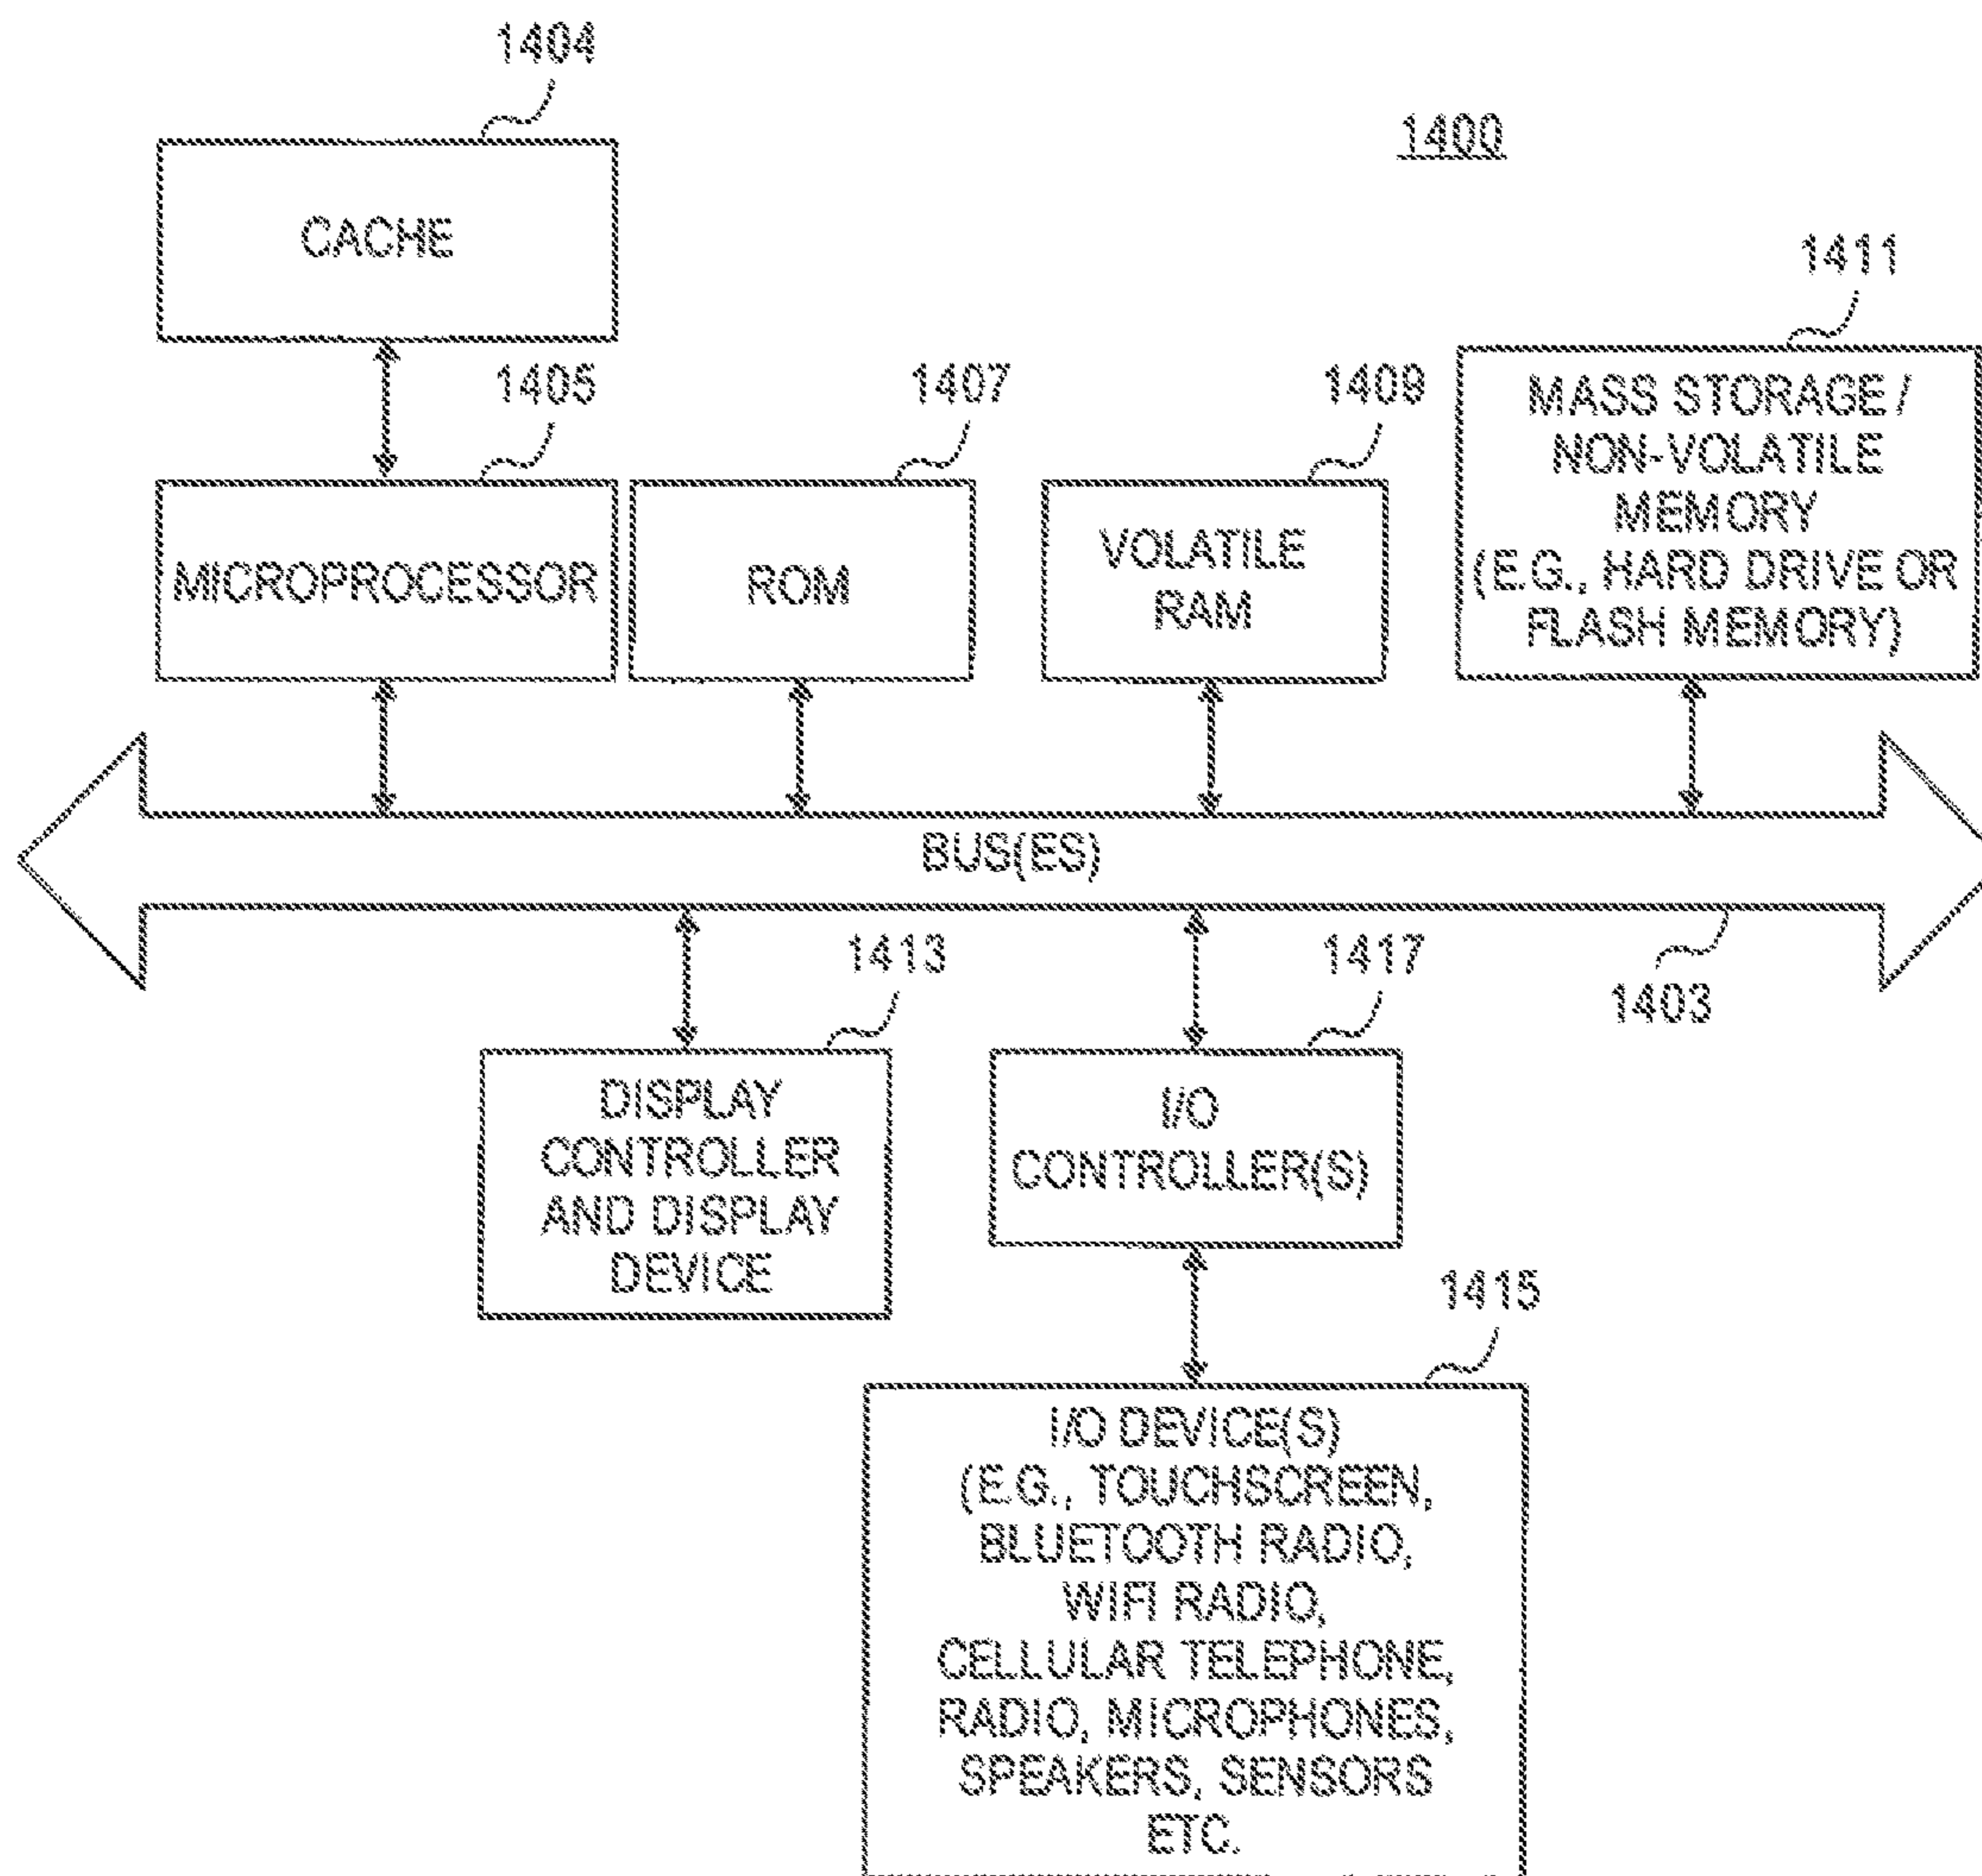 1404
1400
CACHE
1411
1405
1407
1409
MASS STORAGE /
NON-VOLATILE
MEMORY
(E.G., HARD DRIVE OR
FLASH MEMORY)
MICROPROCESSOR
ROM
VOLATILE
RAM
BUS(ES)
1413
1417
1403
DISPLAY
CONTROLLER
AND DISPLAY
DEVICE
I/O
CONTROLLER(S)
1415
I/O DEVICE(S)
(E.G., TOUCHSCREEN,
BLUETOOTH RADIO,
WIFI RADIO,
CELLULAR TELEPHONE,
RADIO, MICROPHONES,
SPEAKERS, SENSORS
ETC.